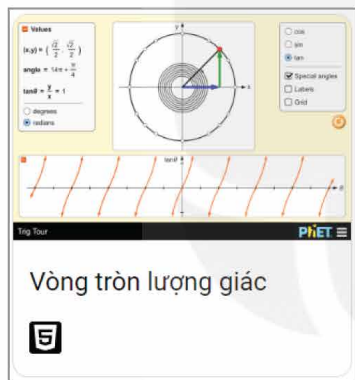 Values
(x,y) = ( √2/2 , √2/2 )
angle = 14π + π/4
tanθ = y/x = 1
degrees
radians
y
x
cos
sin
tan
Special angles
Labels
Grid
tanθ
θ
Trig Tour
PhET
Vòng tròn lượng giác
5